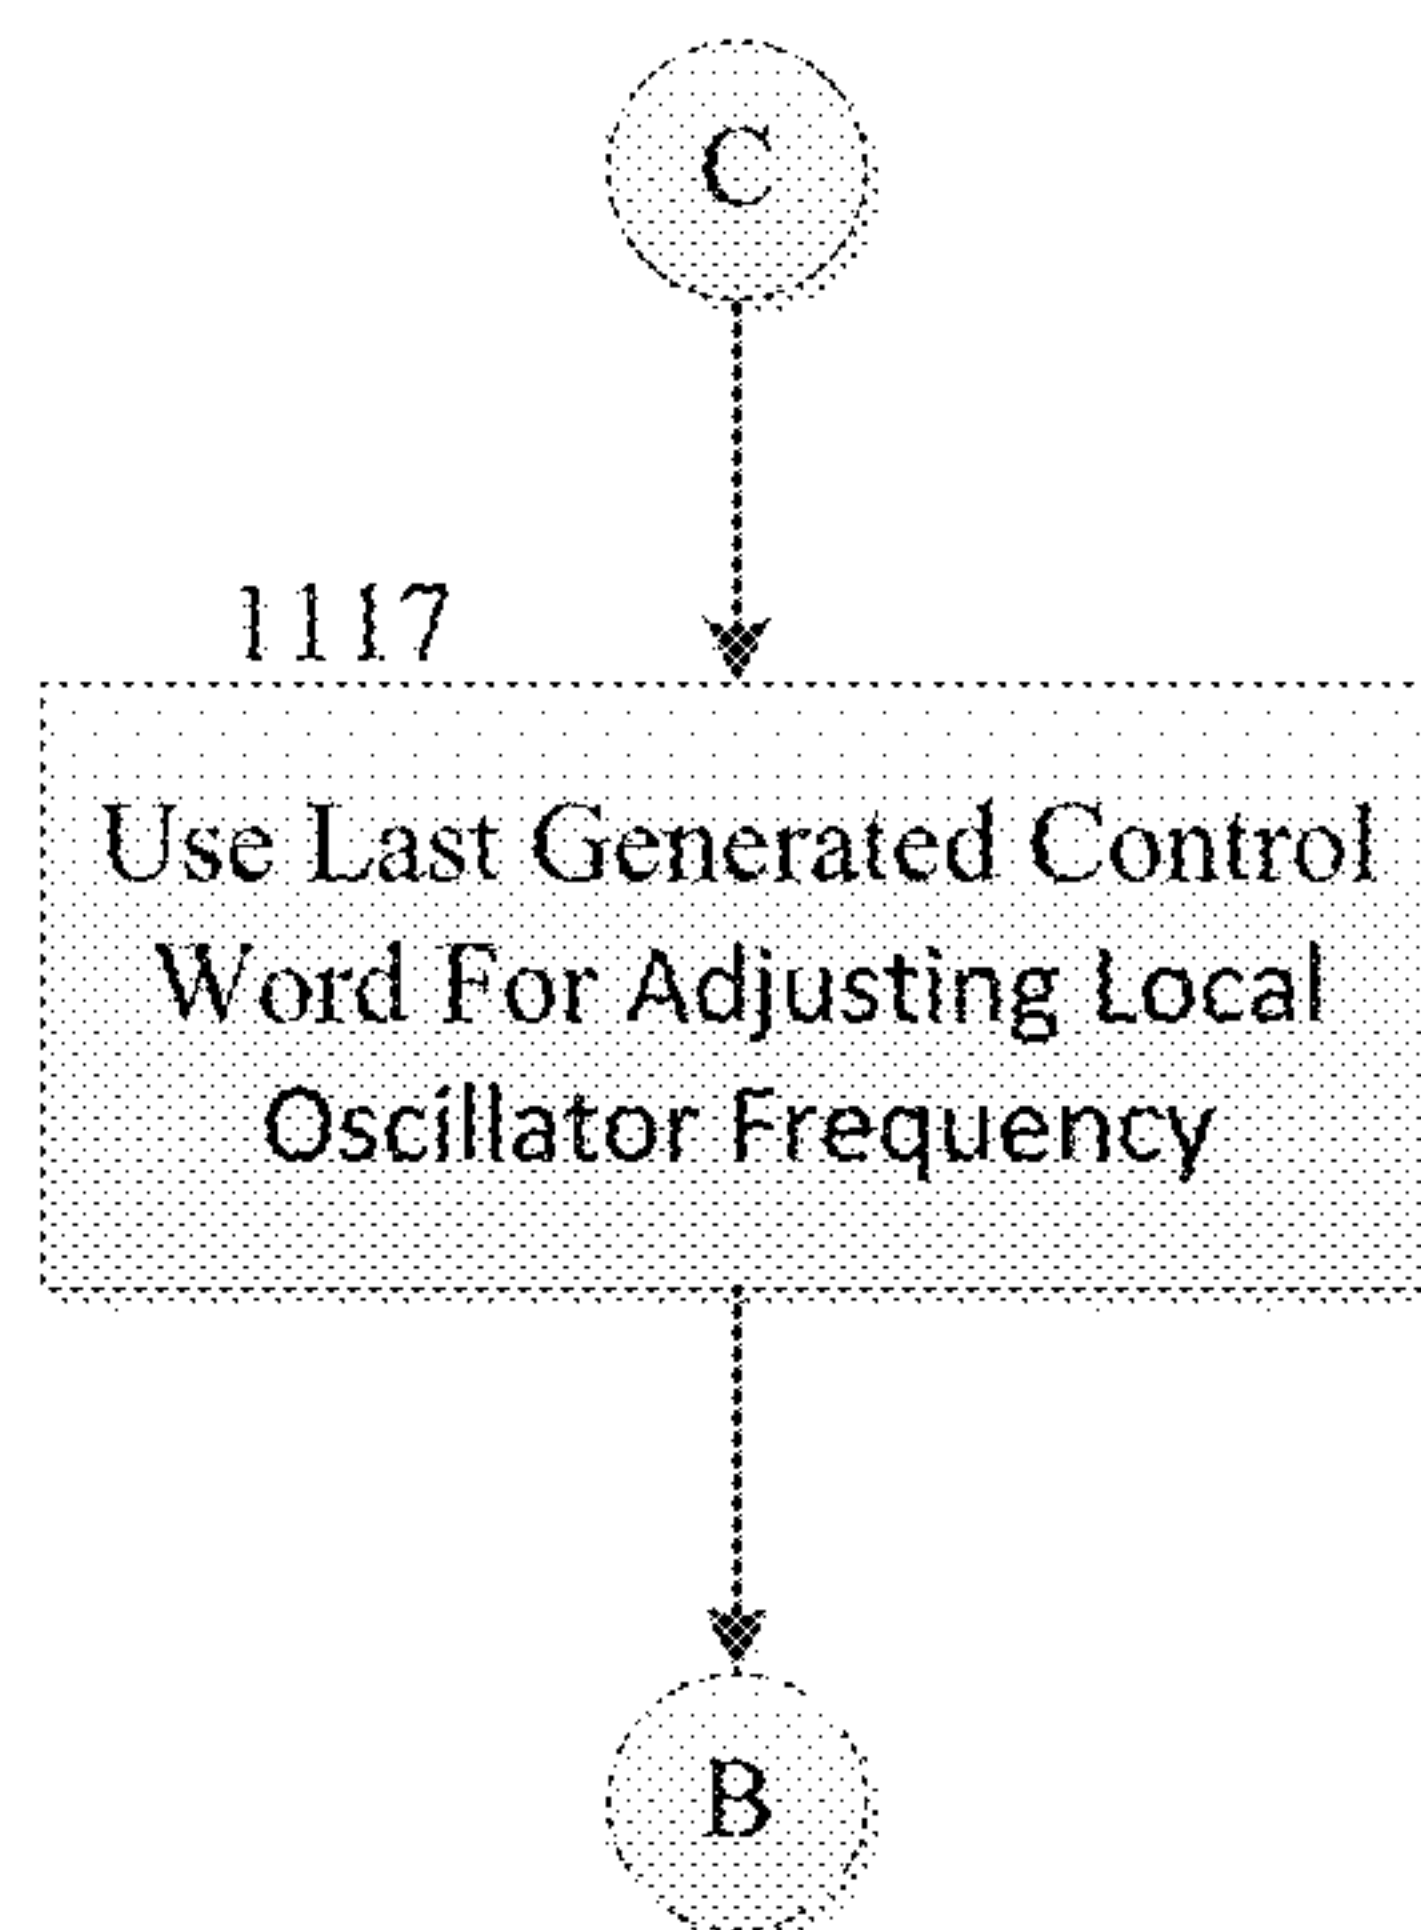 C
1117
Use Last Generated Control
Word For Adjusting Local
Oscillator Frequency
B